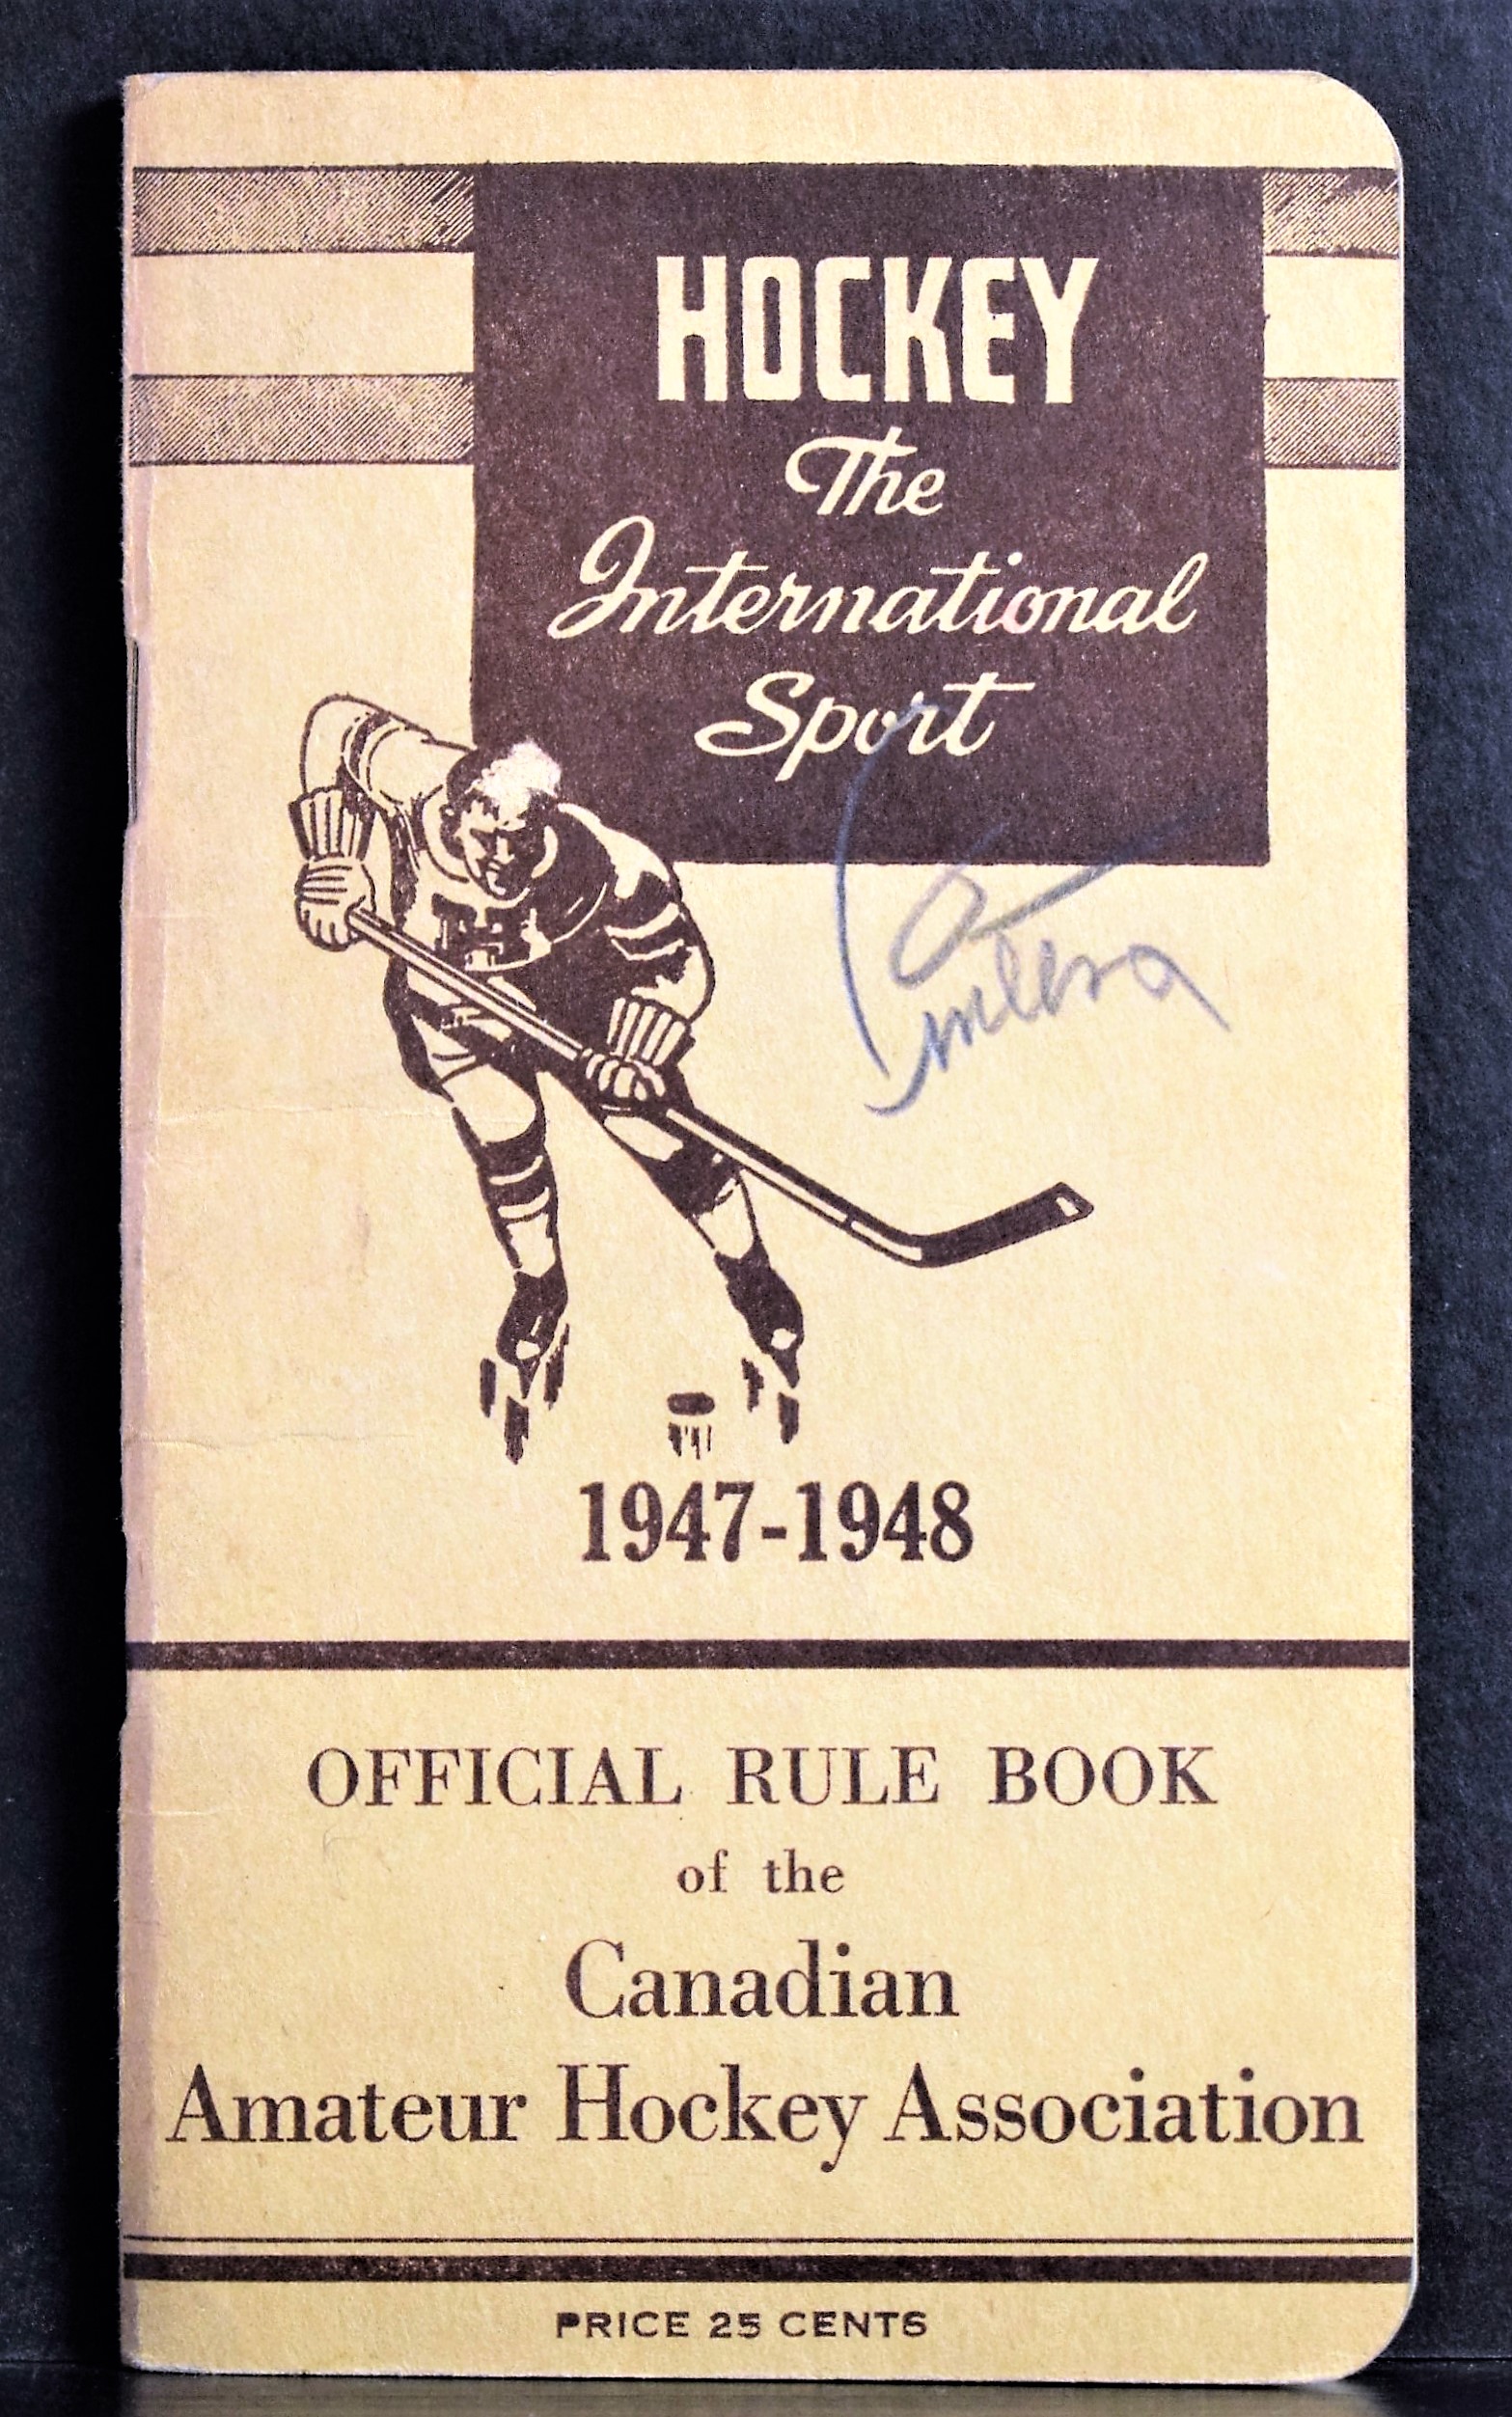 HOCKEY
The
International
Sport
H
1947-1948
OFFICIAL RULE BOOK
of the
Canadian
Amateur Hockey Association
PRICE 25 CENTS